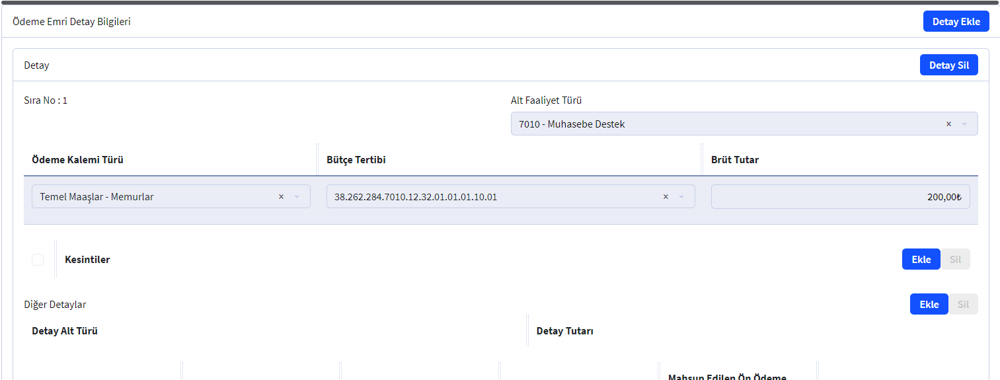 Ödeme Emri Detay Bilgileri
Detay Ekle
Detay
Detay Sil
Sıra No : 1
Alt Faaliyet Türü
7010 - Muhasebe Destek
Ödeme Kalemi Türü
Bütçe Tertibi
Brüt Tutar
Temel Maaşlar - Memurlar
38.262.284.7010.12.32.01.01.01.10.01
200,00₺
Kesintiler
Ekle
Sil
Diğer Detaylar
Ekle
Sil
Detay Alt Türü
Detay Tutarı
Mahsup Edilen Ön Ödeme